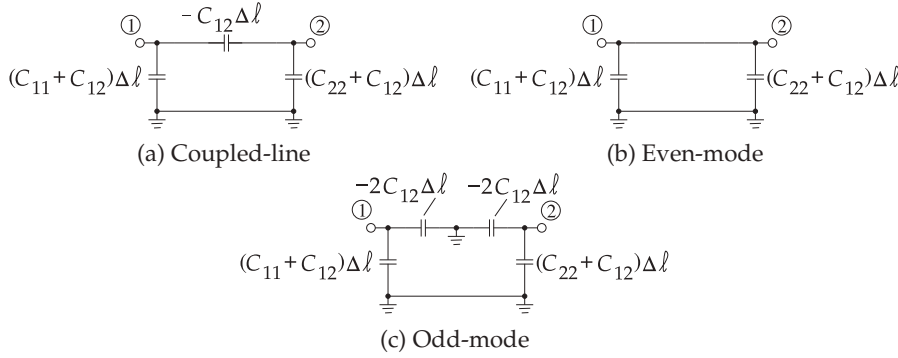 − C₁₂Δℓ
① ②
(C₁₁ + C₁₂)Δℓ (C₂₂ + C₁₂)Δℓ
(a) Coupled-line
① ②
(C₁₁ + C₁₂)Δℓ (C₂₂ + C₁₂)Δℓ
(b) Even-mode
−2C₁₂Δℓ −2C₁₂Δℓ
① ②
(C₁₁ + C₁₂)Δℓ (C₂₂ + C₁₂)Δℓ
(c) Odd-mode